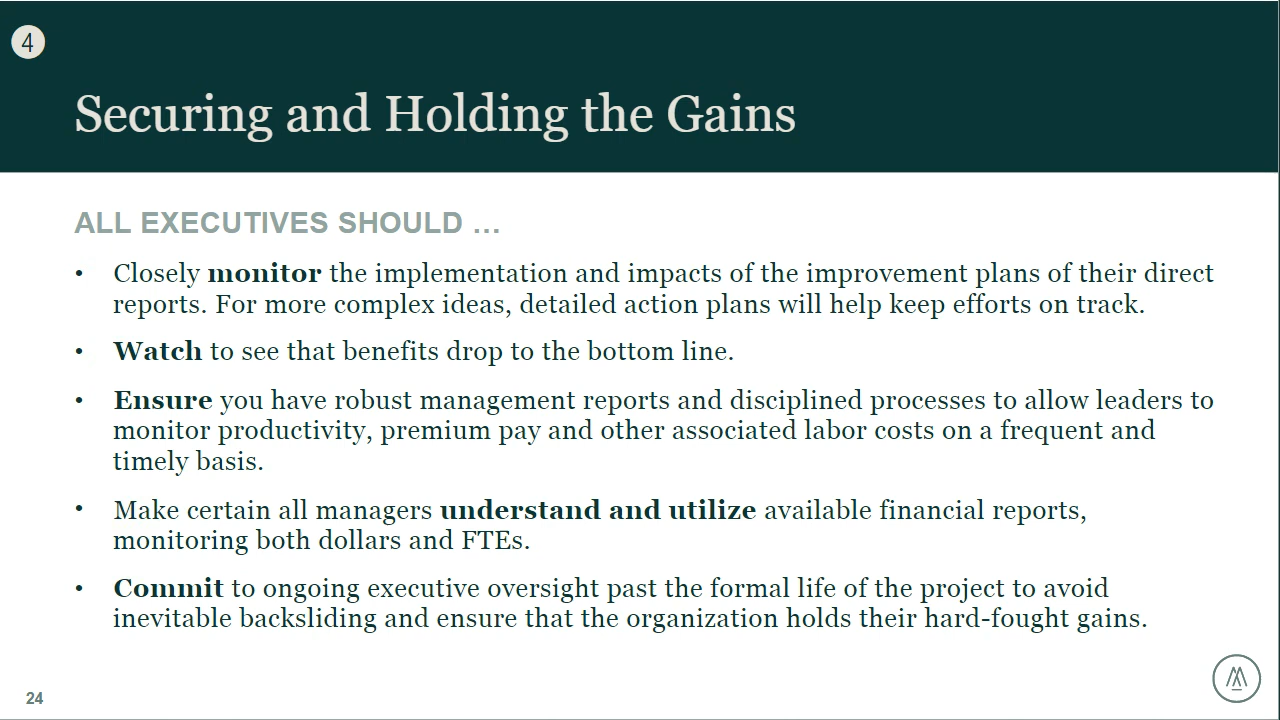 4
Securing and Holding the Gains
ALL EXECUTIVES SHOULD …
• Closely monitor the implementation and impacts of the improvement plans of their direct
reports. For more complex ideas, detailed action plans will help keep efforts on track.
• Watch to see that benefits drop to the bottom line.
• Ensure you have robust management reports and disciplined processes to allow leaders to
monitor productivity, premium pay and other associated labor costs on a frequent and
timely basis.
• Make certain all managers understand and utilize available financial reports,
monitoring both dollars and FTEs.
• Commit to ongoing executive oversight past the formal life of the project to avoid
inevitable backsliding and ensure that the organization holds their hard-fought gains.
24